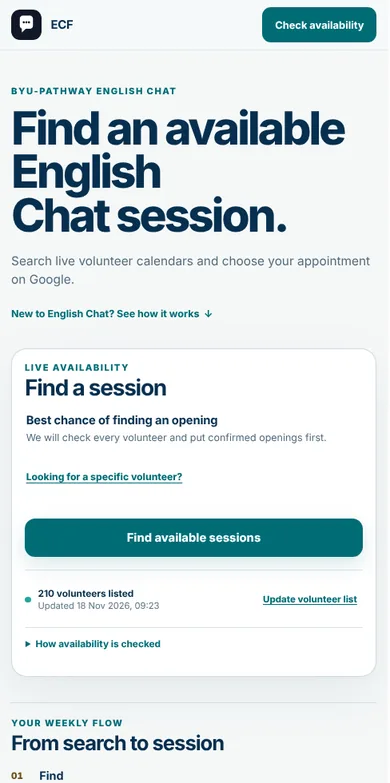 ECF
Check availability
BYU-PATHWAY ENGLISH CHAT
Find an available
English
Chat session.
Search live volunteer calendars and choose your appointment
on Google.
New to English Chat? See how it works ↓
LIVE AVAILABILITY
Find a session
Best chance of finding an opening
We will check every volunteer and put confirmed openings first.
Looking for a specific volunteer?
Find available sessions
210 volunteers listed
Updated 18 Nov 2026, 09:23
Update volunteer list
▶ How availability is checked
YOUR WEEKLY FLOW
From search to session
01 Find